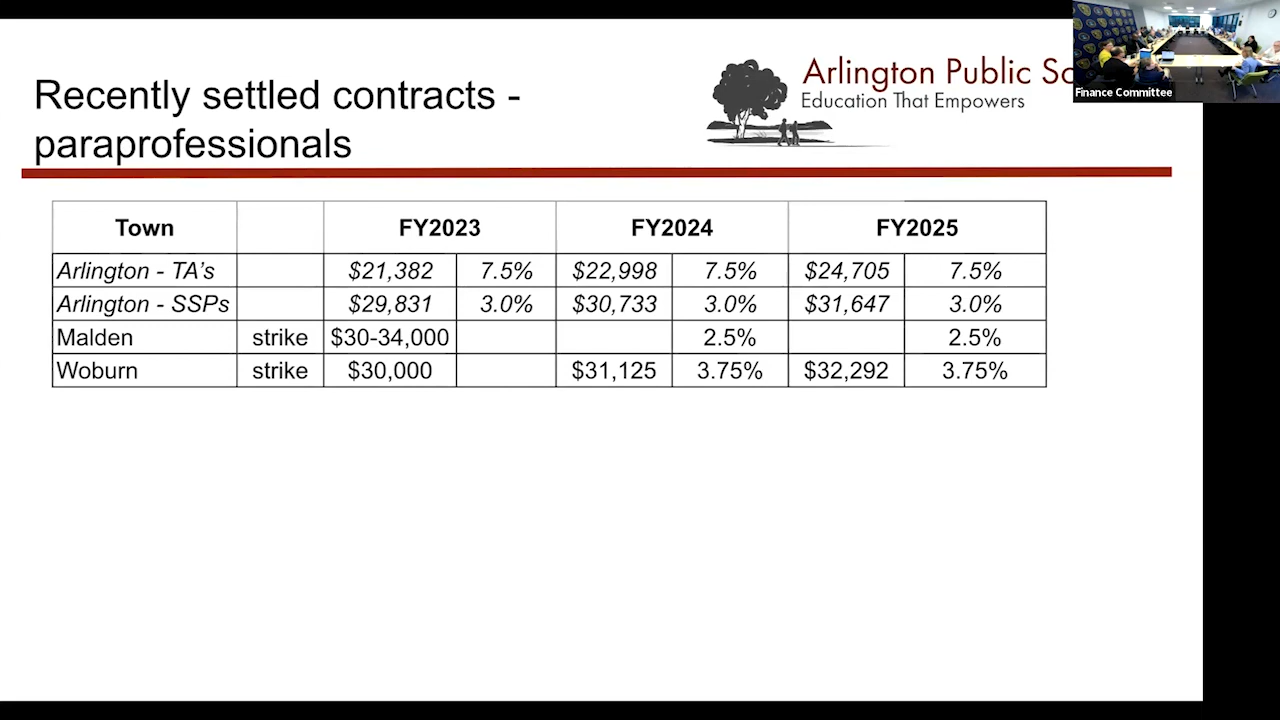 Recently settled contracts -
paraprofessionals
Arlington Public Sc
Education That Empowers
Finance Committee
Town FY2023 FY2024 FY2025
Arlington - TA's $21,382 7.5% $22,998 7.5% $24,705 7.5%
Arlington - SSPs $29,831 3.0% $30,733 3.0% $31,647 3.0%
Malden strike $30-34,000 2.5% 2.5%
Woburn strike $30,000 $31,125 3.75% $32,292 3.75%